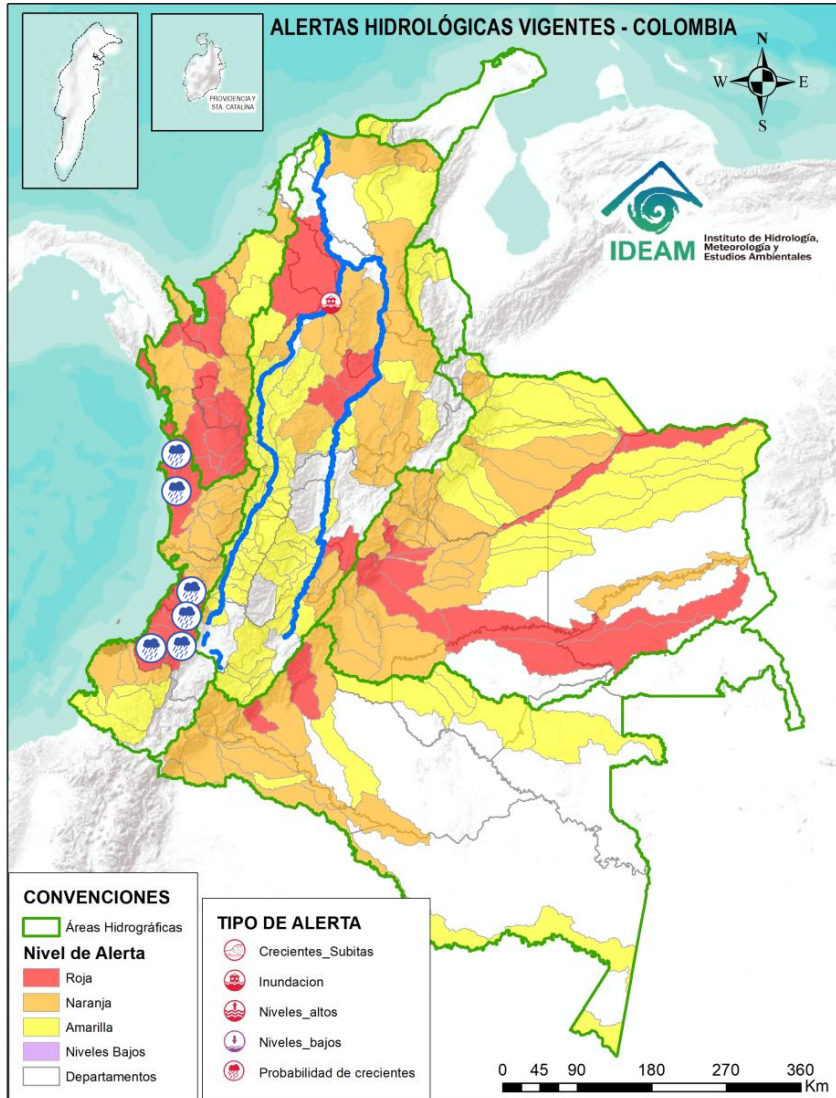 ALERTAS HIDROLÓGICAS VIGENTES - COLOMBIA
PROVIDENCIA Y
STA. CATALINA
N
W
E
S
IDEAM
Instituto de Hidrología,
Meteorología y
Estudios Ambientales
CONVENCIONES
Áreas Hidrográficas
Nivel de Alerta
Roja
Naranja
Amarilla
Niveles Bajos
Departamentos
TIPO DE ALERTA
Crecientes_Subitas
Inundacion
Niveles_altos
Niveles_bajos
Probabilidad de crecientes
0 45 90 180 270 360
Km